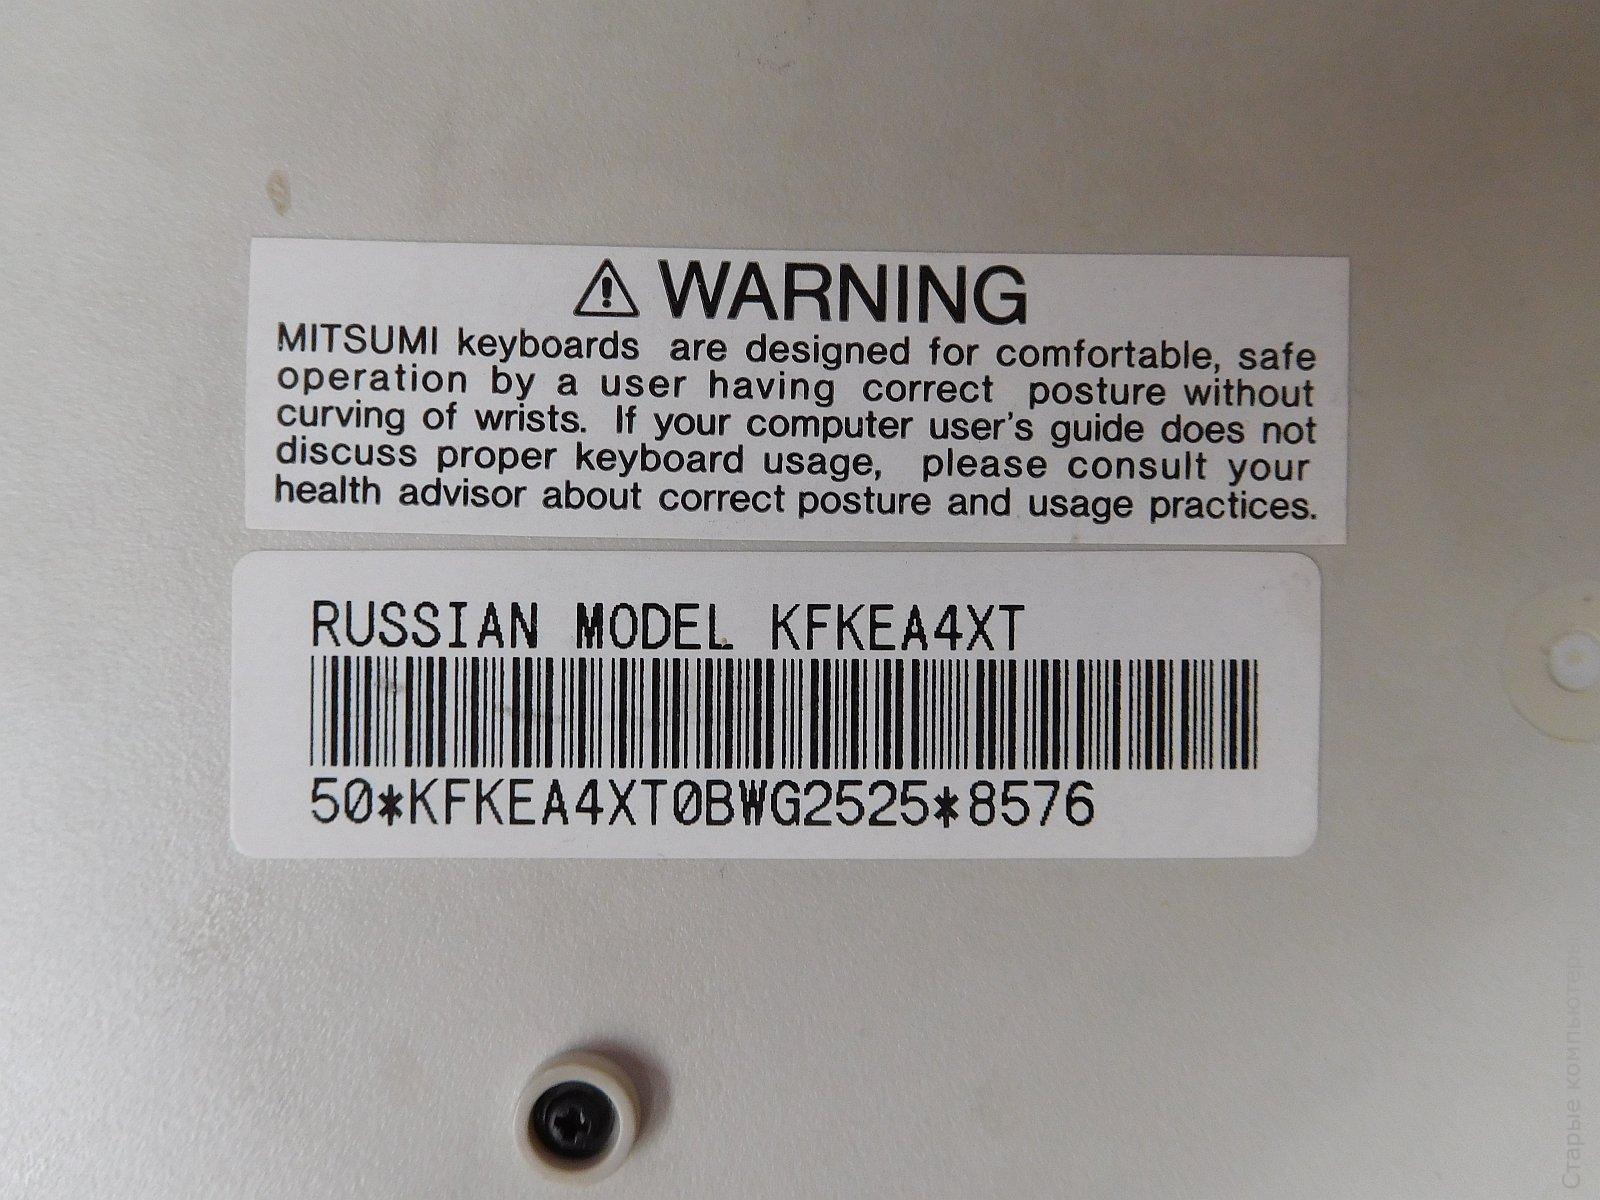 ⚠ WARNING
MITSUMI keyboards are designed for comfortable, safe
operation by a user having correct posture without
curving of wrists. If your computer user's guide does not
discuss proper keyboard usage, please consult your
health advisor about correct posture and usage practices.
RUSSIAN MODEL KFKEA4XT
50*KFKEA4XT0BWG2525*8576
Старые компьютеры